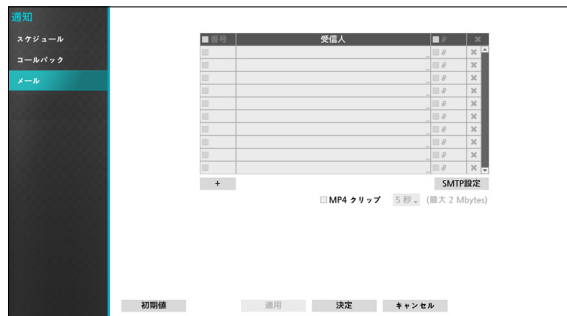 通知
スケジュール
コールバック
メール
番号 受信人
+ SMTP設定
MP4 クリップ 5 秒 (最大 2 Mbytes)
初期値 適用 決定 キャンセル